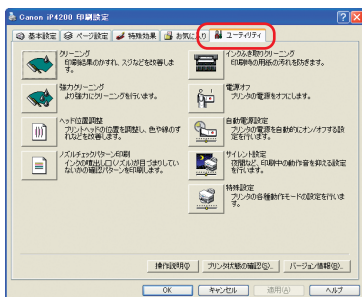 Canon iP4200 印刷設定
基本設定
ページ設定
特殊効果
お気に入り
ユーティリティ
クリーニング
印刷結果のかすれ、スジなどを改善しま
す。
強力クリーニング
より強力にクリーニングを行います。
ヘッド位置調整
プリントヘッドの位置を調整し、色や線のず
れなどを改善します。
ノズルチェックパターン印刷
インクの噴出し口(ノズル)が目づまりしてい
ないかの確認パターンを印刷します。
インクふき取りクリーニング
印刷時の用紙の汚れを防ぎます。
電源オフ
プリンタの電源をオフにします。
自動電源設定
プリンタの電源を自動的にオン/オフする設
定を行います。
サイレント設定
夜間など、印刷中の動作音を抑える設定
を行います。
特殊設定
プリンタの各種動作モードの設定を行いま
す。
操作説明(Q)
プリンタ状態の確認(S)...
バージョン情報(B)...
OK
キャンセル
適用(A)
ヘルプ